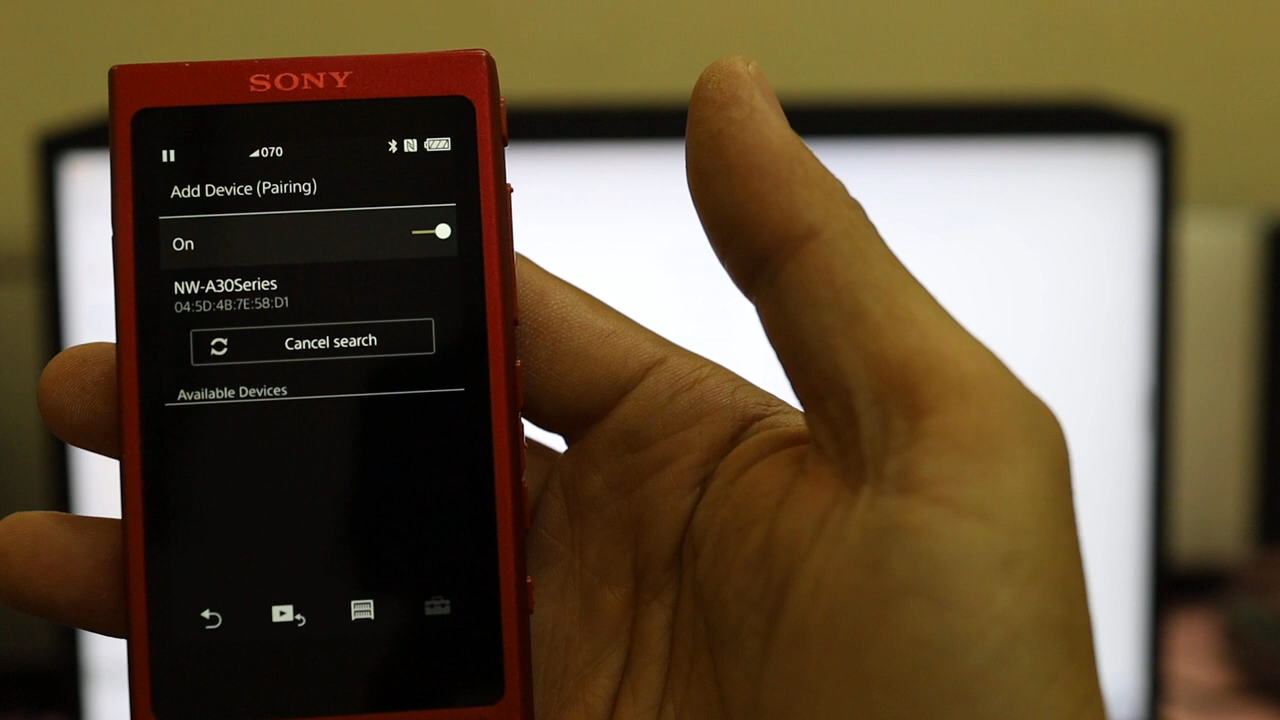 SONY
070
Add Device (Pairing)
On
NW-A30Series
04:5D:4B:7E:58:D1
Cancel search
Available Devices